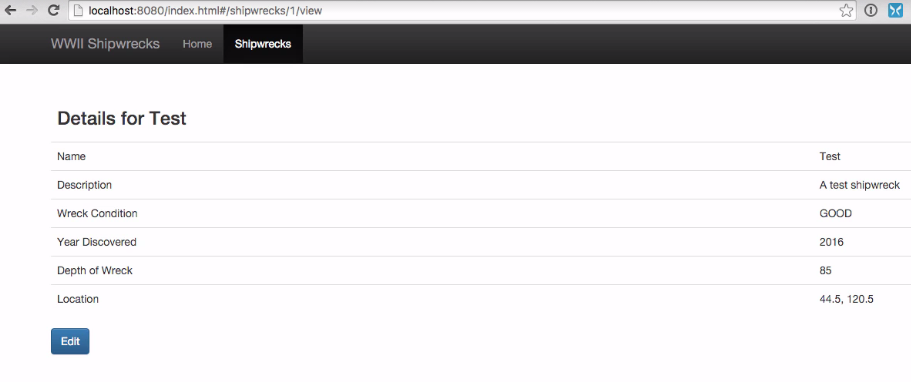 localhost:8080/index.html#/shipwrecks/1/view
WWII Shipwrecks Home Shipwrecks
Details for Test
Name Test
Description A test shipwreck
Wreck Condition GOOD
Year Discovered 2016
Depth of Wreck 85
Location 44.5, 120.5
Edit